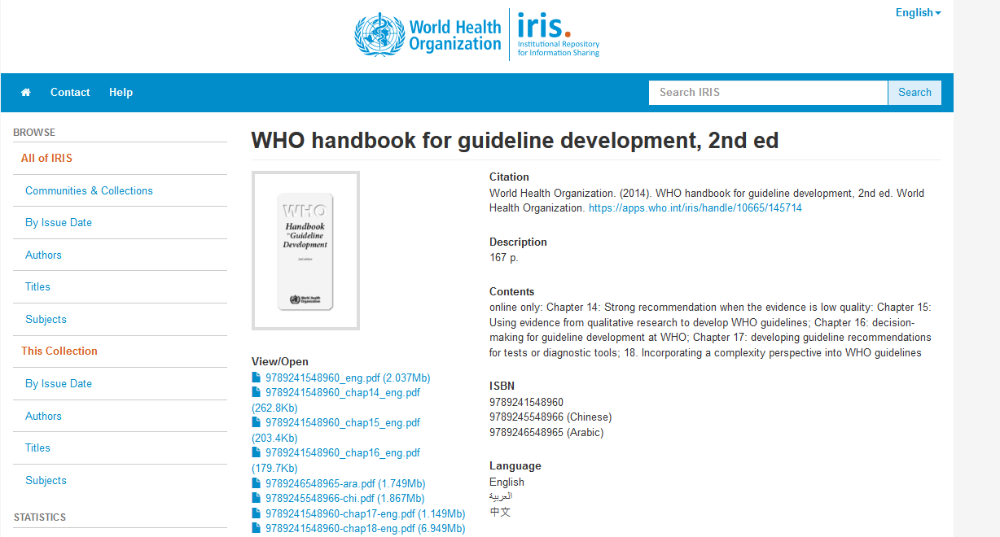 English
World Health
Organization
iris.
Institutional Repository
for Information Sharing
Contact
Help
Search IRIS
Search
BROWSE
All of IRIS
Communities & Collections
By Issue Date
Authors
Titles
Subjects
This Collection
By Issue Date
Authors
Titles
Subjects
STATISTICS
WHO handbook for guideline development, 2nd ed
WHO
Handbook
for Guideline
Development
2nd edition
World Health
Organization
View/Open
9789241548960_eng.pdf (2.037Mb)
9789241548960_chap14_eng.pdf
(262.8Kb)
9789241548960_chap15_eng.pdf
(203.4Kb)
9789241548960_chap16_eng.pdf
(179.7Kb)
9789246548965-ara.pdf (1.749Mb)
9789245548966-chi.pdf (1.867Mb)
9789241548960-chap17-eng.pdf (1.149Mb)
9789241548960-chap18-eng.pdf (6.949Mb)
Citation
World Health Organization. (2014). WHO handbook for guideline development, 2nd ed. World
Health Organization. https://apps.who.int/iris/handle/10665/145714
Description
167 p.
Contents
online only: Chapter 14: Strong recommendation when the evidence is low quality: Chapter 15:
Using evidence from qualitative research to develop WHO guidelines; Chapter 16: decision-
making for guideline development at WHO; Chapter 17: developing guideline recommendations
for tests or diagnostic tools; 18. Incorporating a complexity perspective into WHO guidelines
ISBN
9789241548960
9789245548966 (Chinese)
9789246548965 (Arabic)
Language
English
العربية
中文